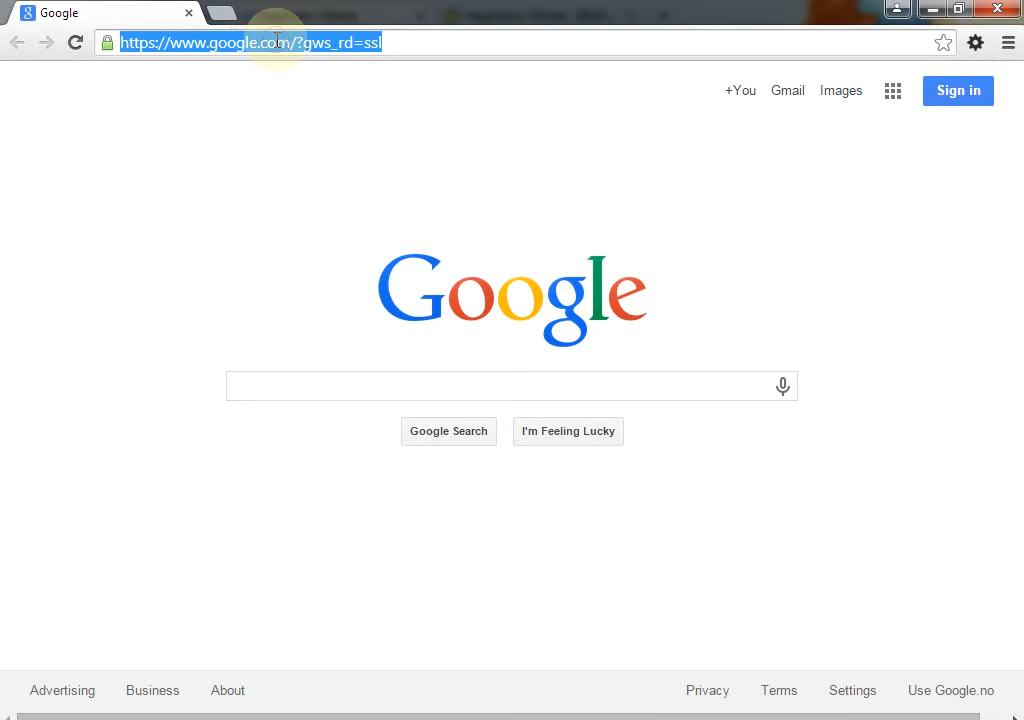 Google
https://www.google.com/?gws_rd=ssl
+You Gmail Images Sign in
Google
Google Search I'm Feeling Lucky
Advertising Business About Privacy Terms Settings Use Google.no